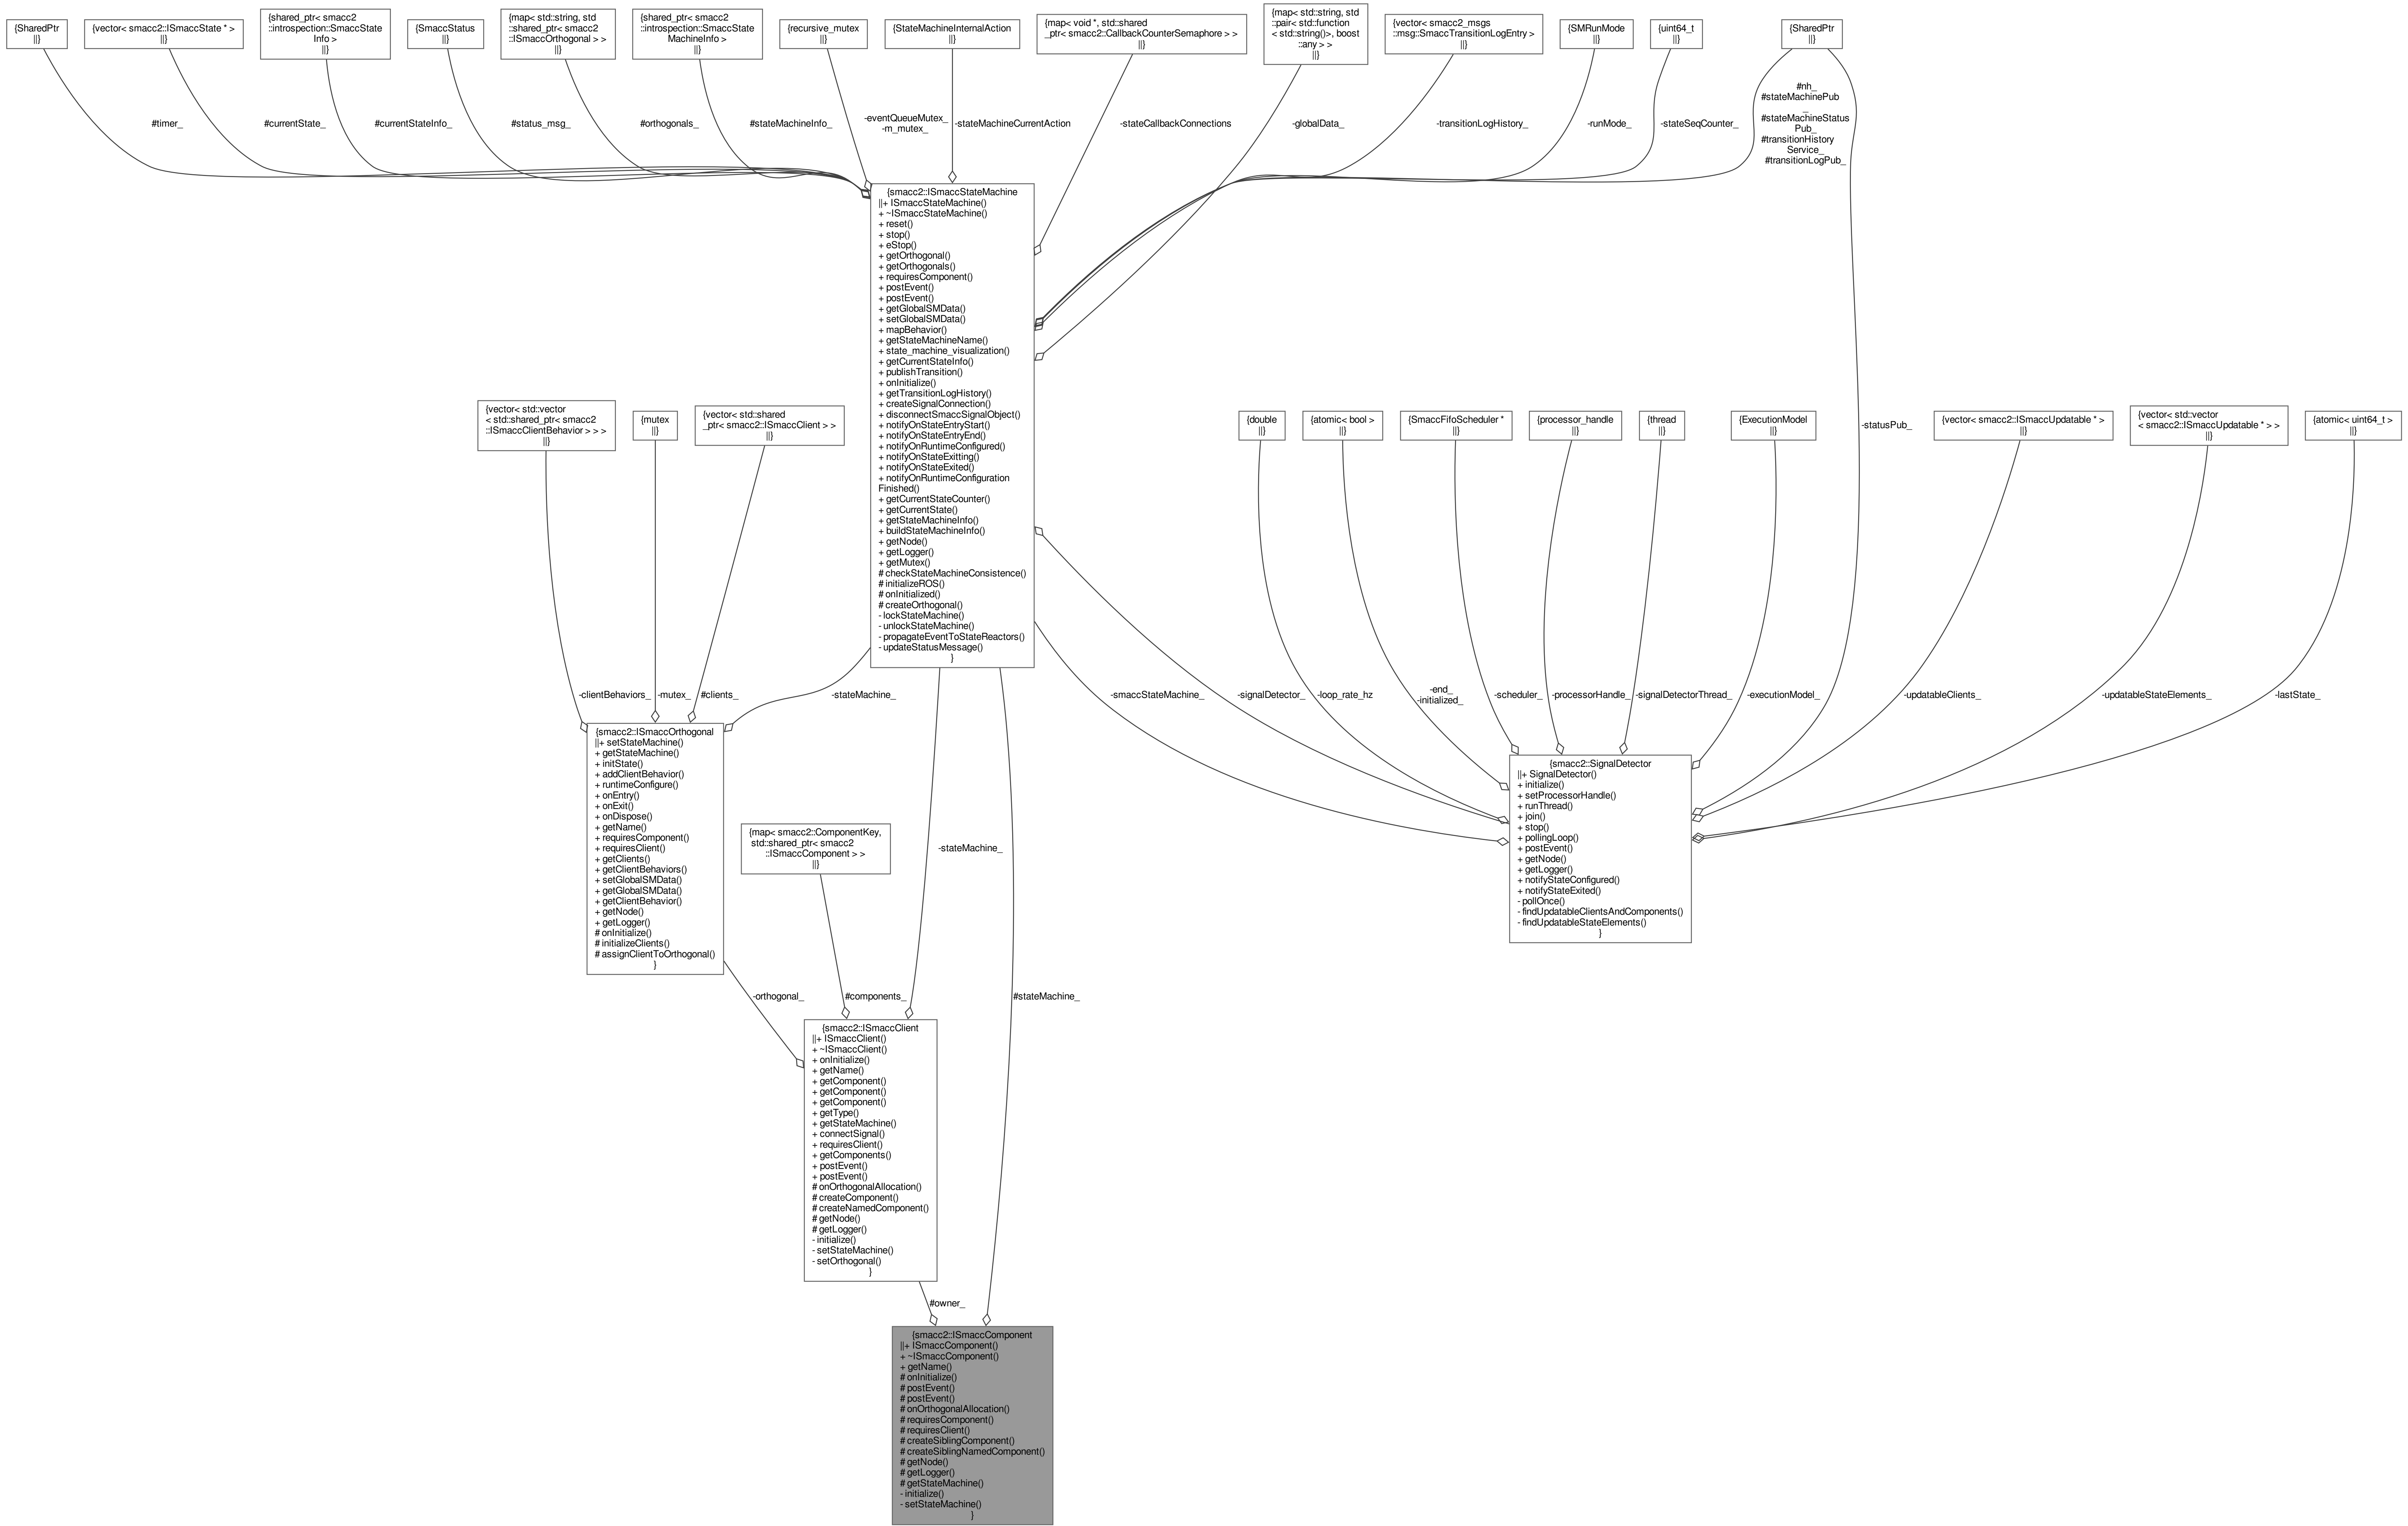 {SharedPtr
||}
{vector< smacc2::ISmaccState * >
||}
{shared_ptr< smacc2
::introspection::SmaccState
Info >
||}
{SmaccStatus
||}
{map< std::string, std
::shared_ptr< smacc2
::ISmaccOrthogonal > >
||}
{shared_ptr< smacc2
::introspection::SmaccState
MachineInfo >
||}
{recursive_mutex
||}
{StateMachineInternalAction
||}
{map< void *, std::shared
_ptr< smacc2::CallbackCounterSemaphore > >
||}
{map< std::string, std
::pair< std::function
< std::string()>, boost
::any > >
||}
{vector< smacc2_msgs
::msg::SmaccTransitionLogEntry >
||}
{SMRunMode
||}
{uint64_t
||}
{SharedPtr
||}
#timer_
#currentState_
#currentStateInfo_
#status_msg_
#orthogonals_
#stateMachineInfo_
-eventQueueMutex_
-m_mutex_
-stateMachineCurrentAction
-stateCallbackConnections
-globalData_
-transitionLogHistory_
-runMode_
-stateSeqCounter_
#nh_
#stateMachinePub
_
#stateMachineStatus
Pub_
#transitionHistory
Service_
#transitionLogPub_
{smacc2::ISmaccStateMachine
||+ ISmaccStateMachine()
+ ~ISmaccStateMachine()
+ reset()
+ stop()
+ eStop()
+ getOrthogonal()
+ getOrthogonals()
+ requiresComponent()
+ postEvent()
+ postEvent()
+ getGlobalSMData()
+ setGlobalSMData()
+ mapBehavior()
+ getStateMachineName()
+ state_machine_visualization()
+ getCurrentStateInfo()
+ publishTransition()
+ onInitialize()
+ getTransitionLogHistory()
+ createSignalConnection()
+ disconnectSmaccSignalObject()
+ notifyOnStateEntryStart()
+ notifyOnStateEntryEnd()
+ notifyOnRuntimeConfigured()
+ notifyOnStateExitting()
+ notifyOnStateExited()
+ notifyOnRuntimeConfiguration
Finished()
+ getCurrentStateCounter()
+ getCurrentState()
+ getStateMachineInfo()
+ buildStateMachineInfo()
+ getNode()
+ getLogger()
+ getMutex()
# checkStateMachineConsistence()
# initializeROS()
# onInitialized()
# createOrthogonal()
- lockStateMachine()
- unlockStateMachine()
- propagateEventToStateReactors()
- updateStatusMessage()
}
{vector< std::vector
< std::shared_ptr< smacc2
::ISmaccClientBehavior > > >
||}
{mutex
||}
{vector< std::shared
_ptr< smacc2::ISmaccClient > >
||}
{double
||}
{atomic< bool >
||}
{SmaccFifoScheduler *
||}
{processor_handle
||}
{thread
||}
{ExecutionModel
||}
-statusPub_
{vector< smacc2::ISmaccUpdatable * >
||}
{vector< std::vector
< smacc2::ISmaccUpdatable * > >
||}
{atomic< uint64_t >
||}
-clientBehaviors_
-mutex_
#clients_
-stateMachine_
-smaccStateMachine_
-signalDetector_
-loop_rate_hz
-end_
-initialized_
-scheduler_
-processorHandle_
-signalDetectorThread_
-executionModel_
-updatableClients_
-updatableStateElements_
-lastState_
{smacc2::ISmaccOrthogonal
||+ setStateMachine()
+ getStateMachine()
+ initState()
+ addClientBehavior()
+ runtimeConfigure()
+ onEntry()
+ onExit()
+ onDispose()
+ getName()
+ requiresComponent()
+ requiresClient()
+ getClients()
+ getClientBehaviors()
+ setGlobalSMData()
+ getGlobalSMData()
+ getClientBehavior()
+ getNode()
+ getLogger()
# onInitialize()
# initializeClients()
# assignClientToOrthogonal()
}
{smacc2::SignalDetector
||+ SignalDetector()
+ initialize()
+ setProcessorHandle()
+ runThread()
+ join()
+ stop()
+ pollingLoop()
+ postEvent()
+ getNode()
+ getLogger()
+ notifyStateConfigured()
+ notifyStateExited()
- pollOnce()
- findUpdatableClientsAndComponents()
- findUpdatableStateElements()
}
{map< smacc2::ComponentKey,
std::shared_ptr< smacc2
::ISmaccComponent > >
||}
-stateMachine_
-orthogonal_
#components_
#stateMachine_
{smacc2::ISmaccClient
||+ ISmaccClient()
+ ~ISmaccClient()
+ onInitialize()
+ getName()
+ getComponent()
+ getComponent()
+ getComponent()
+ getType()
+ getStateMachine()
+ connectSignal()
+ requiresClient()
+ getComponents()
+ postEvent()
+ postEvent()
# onOrthogonalAllocation()
# createComponent()
# createNamedComponent()
# getNode()
# getLogger()
- initialize()
- setStateMachine()
- setOrthogonal()
}
#owner_
{smacc2::ISmaccComponent
||+ ISmaccComponent()
+ ~ISmaccComponent()
+ getName()
# onInitialize()
# postEvent()
# postEvent()
# onOrthogonalAllocation()
# requiresComponent()
# requiresClient()
# createSiblingComponent()
# createSiblingNamedComponent()
# getNode()
# getLogger()
# getStateMachine()
- initialize()
- setStateMachine()
}